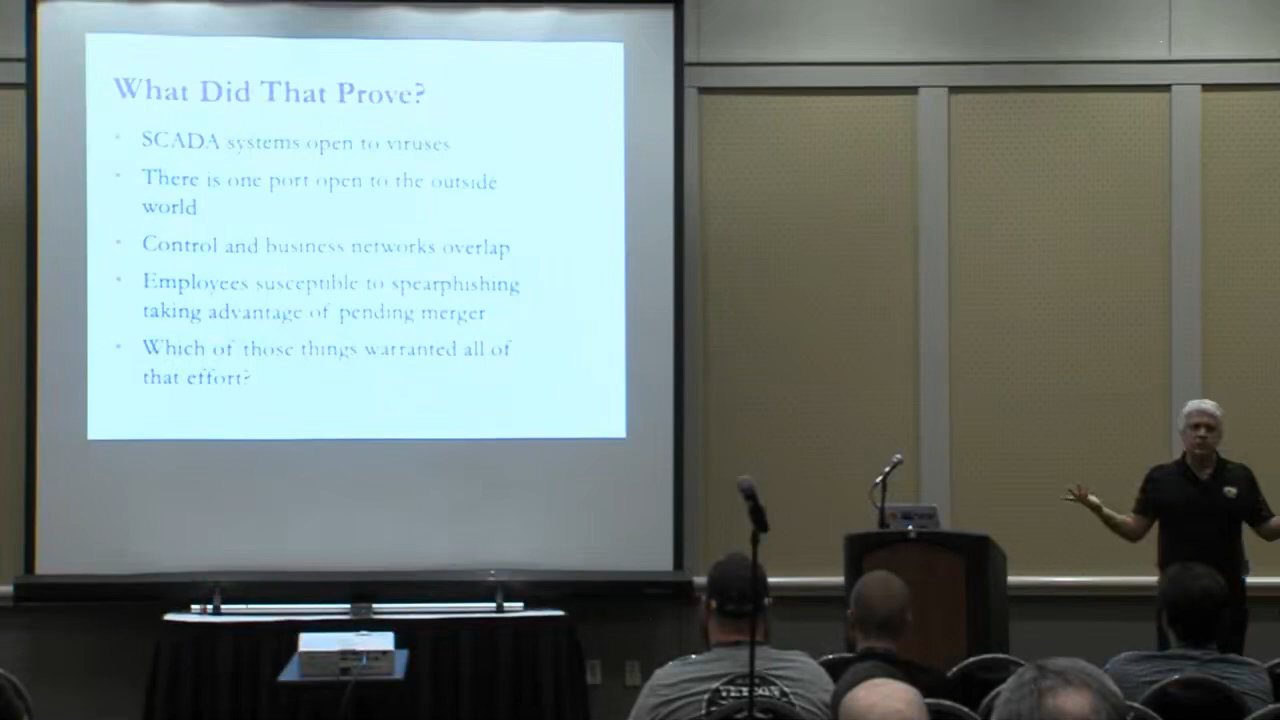 What Did That Prove?
SCADA systems open to viruses
There is one port open to the outside
world
Control and business networks overlap
Employees susceptible to spearphishing
taking advantage of pending merger
Which of those things warranted all of
that effort?